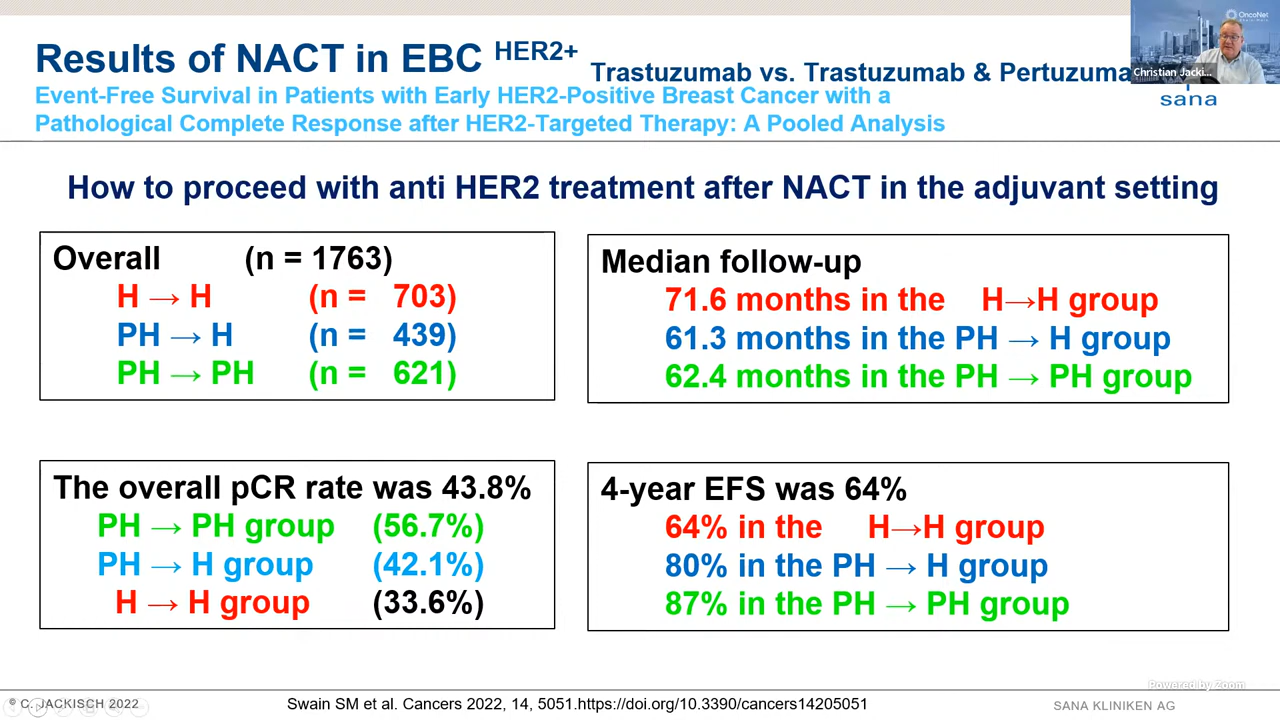 Results of NACT in EBC HER2+
Trastuzumab vs. Trastuzumab & Pertuzuma
Event-Free Survival in Patients with Early HER2-Positive Breast Cancer with a
Pathological Complete Response after HER2-Targeted Therapy: A Pooled Analysis
OncoNet
Christian Jacki...
sana
How to proceed with anti HER2 treatment after NACT in the adjuvant setting
Overall (n = 1763)
H → H (n = 703)
PH → H (n = 439)
PH → PH (n = 621)
Median follow-up
71.6 months in the H→H group
61.3 months in the PH → H group
62.4 months in the PH → PH group
The overall pCR rate was 43.8%
PH → PH group (56.7%)
PH → H group (42.1%)
H → H group (33.6%)
4-year EFS was 64%
64% in the H→H group
80% in the PH → H group
87% in the PH → PH group
Powered by Zoom
© C. JACKISCH 2022
Swain SM et al. Cancers 2022, 14, 5051.https://doi.org/10.3390/cancers14205051
SANA KLINIKEN AG